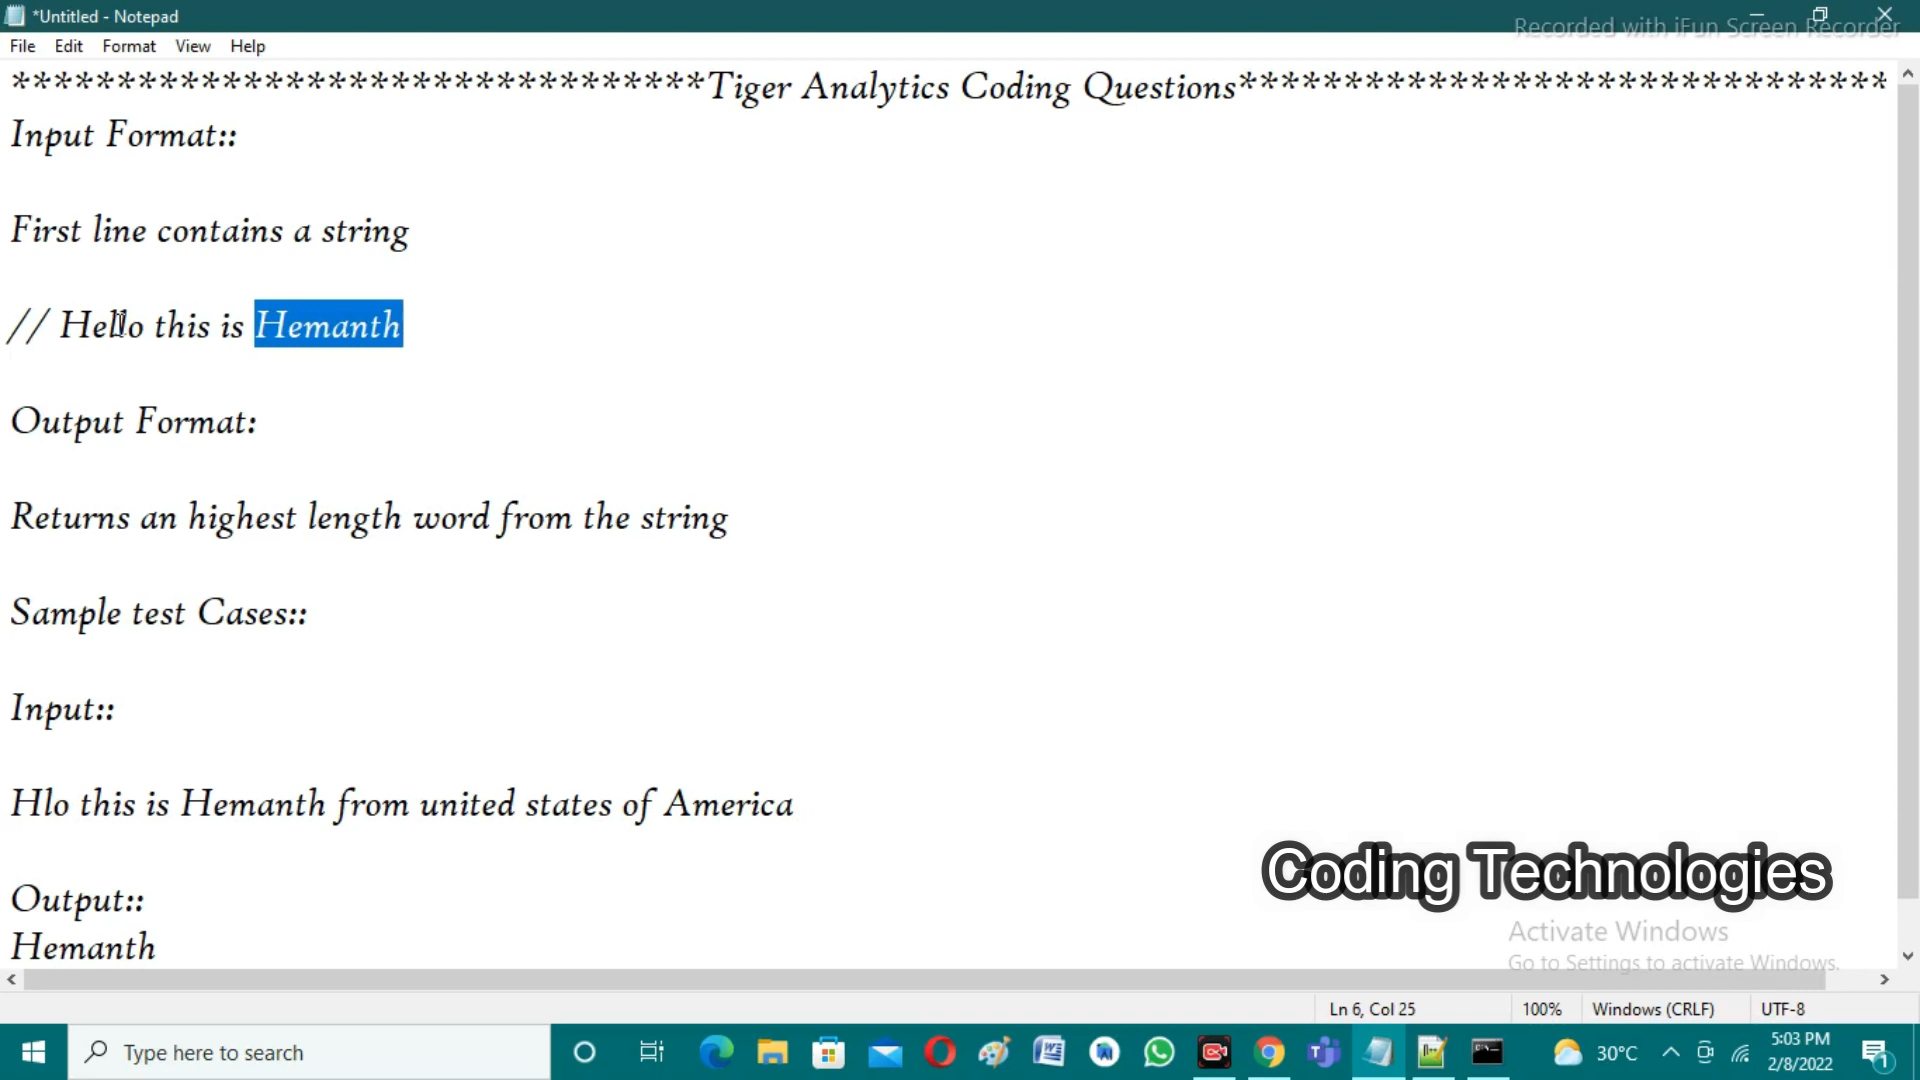 *Untitled - Notepad
Recorded with iFun Screen Recorder
File Edit Format View Help
*********************************Tiger Analytics Coding Questions*******************************
Input Format::
First line contains a string
// Hello this is Hemanth
Output Format:
Returns an highest length word from the string
Sample test Cases::
Input::
Hlo this is Hemanth from united states of America
Output::
Hemanth
Coding Technologies
Activate Windows
Go to Settings to activate Windows.
Ln 6, Col 25 100% Windows (CRLF) UTF-8
Type here to search 30°C 5:03 PM
2/8/2022 1